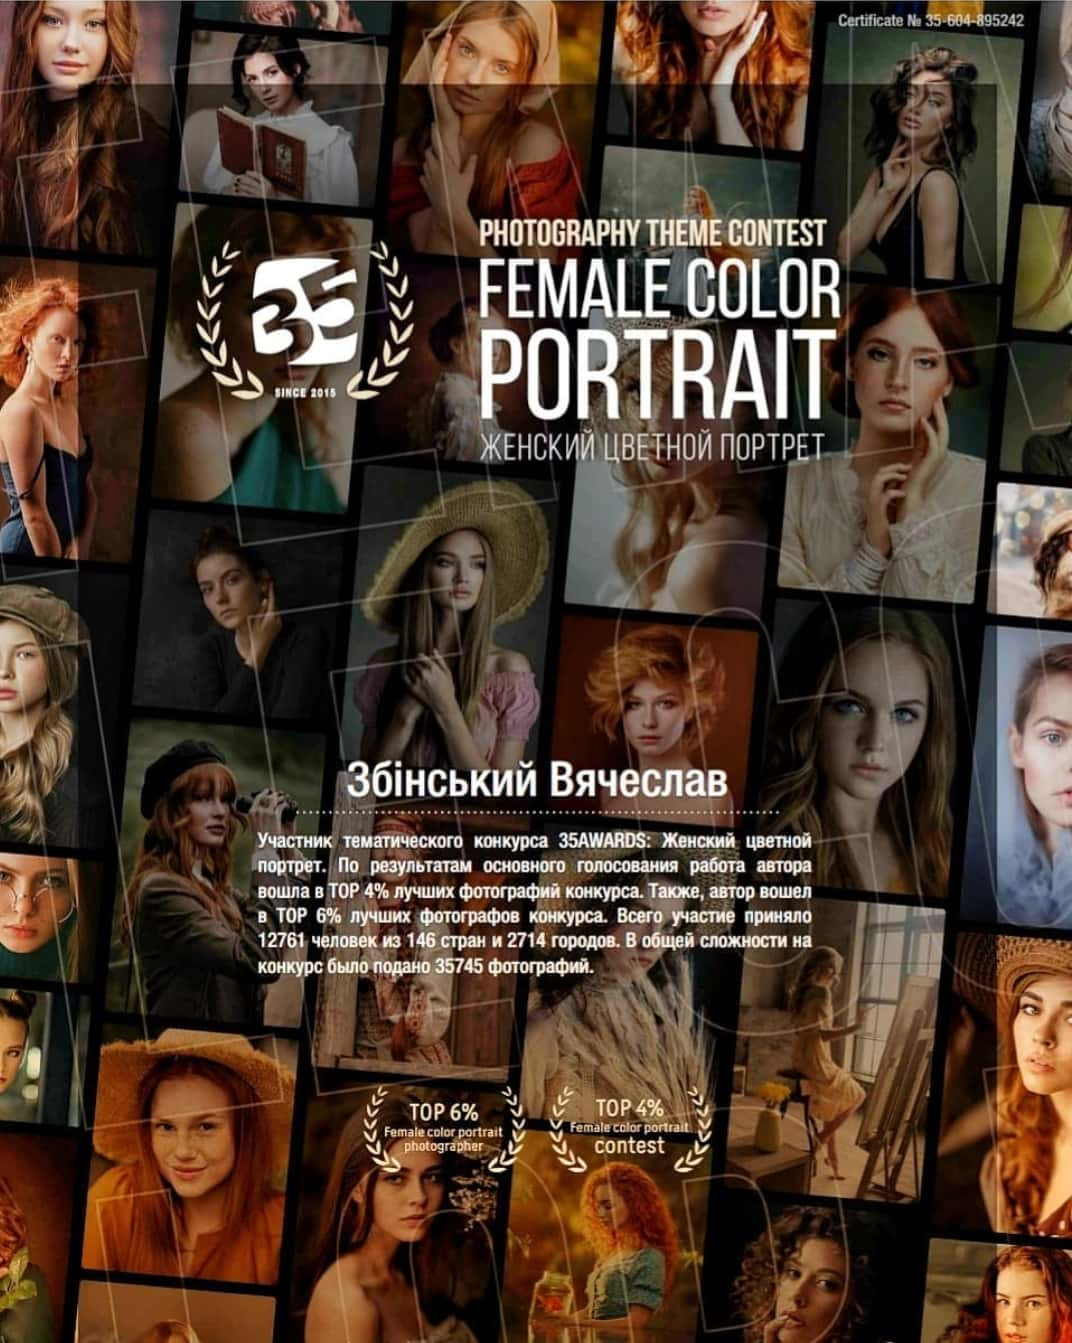 Certificate № 35-604-895242
PHOTOGRAPHY THEME CONTEST
35
FEMALE COLOR
PORTRAIT
SINCE 2015
ЖЕНСКИЙ ЦВЕТНОЙ ПОРТРЕТ
Збінський Вячеслав
Участник тематического конкурса 35AWARDS: Женский цветной
портрет. По результатам основного голосования работа автора
вошла в TOP 4% лучших фотографий конкурса. Также, автор вошел
в TOP 6% лучших фотографов конкурса. Всего участие приняло
12761 человек из 146 стран и 2714 городов. В общей сложности на
конкурс было подано 35745 фотографий.
TOP 6%
Female color portrait
photographer
TOP 4%
Female color portrait
contest